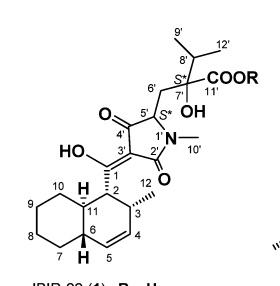 9'
8' 12'
6' S* COOR
7' 11'
O 5' S* OH
4' 1'
N 10'
HO 3' 2'
1 O
10 H 2 12
9 11 3
8 6 4
7 H 5